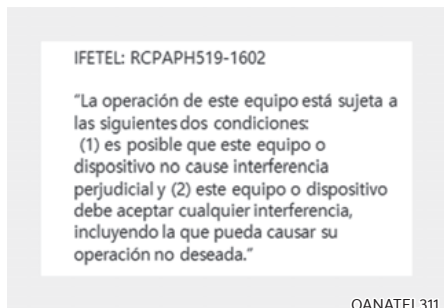 IFETEL: RCPAPH519-1602
"La operación de este equipo está sujeta a
las siguientes dos condiciones:
(1) es posible que este equipo o
dispositivo no cause interferencia
perjudicial y (2) este equipo o dispositivo
debe aceptar cualquier interferencia,
incluyendo la que pueda causar su
operación no deseada."
OANATEL311